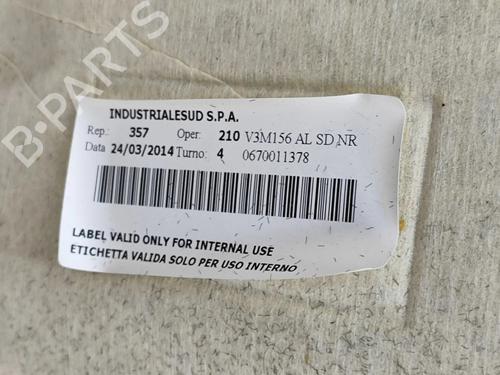 B-PARTS
INDUSTRIALESUD S.P.A.
Rep.: 357 Oper: 210 V3M156 AL SD NR
Data 24/03/2014 Turno: 4 0670011378
LABEL VALID ONLY FOR INTERNAL USE
ETICHETTA VALIDA SOLO PER USO INTERNO